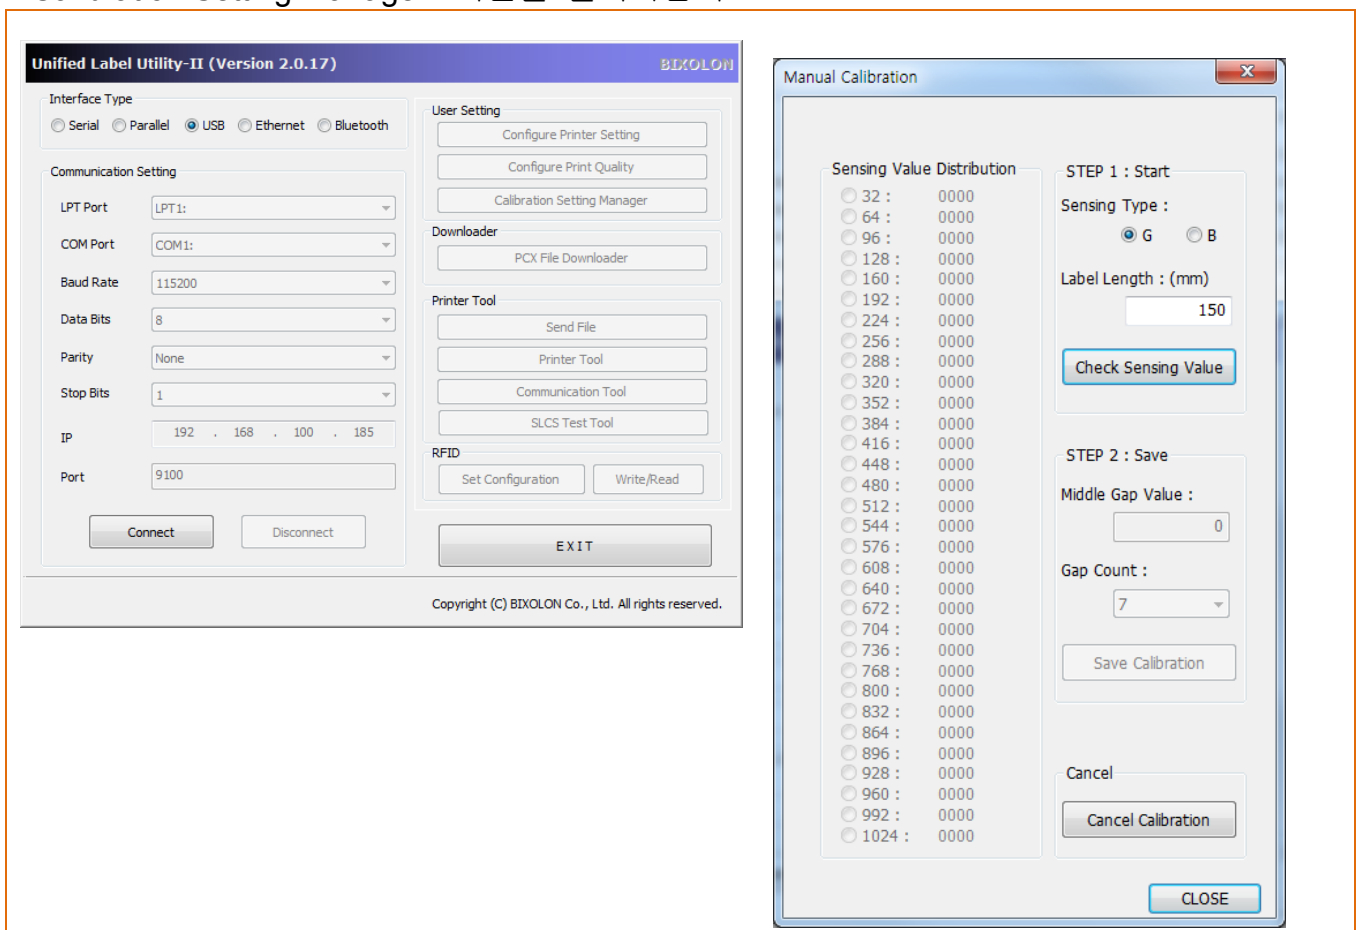 Unified Label Utility-II (Version 2.0.17)
BIXOLON
Interface Type
Serial Parallel USB Ethernet Bluetooth
Communication Setting
LPT Port LPT1:
COM Port COM1:
Baud Rate 115200
Data Bits 8
Parity None
Stop Bits 1
IP 192 . 168 . 100 . 185
Port 9100
Connect Disconnect
User Setting
Configure Printer Setting
Configure Print Quality
Calibration Setting Manager
Downloader
PCX File Downloader
Printer Tool
Send File
Printer Tool
Communication Tool
SLCS Test Tool
RFID
Set Configuration Write/Read
EXIT
Copyright (C) BIXOLON Co., Ltd. All rights reserved.
Manual Calibration
Sensing Value Distribution
32 : 0000
64 : 0000
96 : 0000
128 : 0000
160 : 0000
192 : 0000
224 : 0000
256 : 0000
288 : 0000
320 : 0000
352 : 0000
384 : 0000
416 : 0000
448 : 0000
480 : 0000
512 : 0000
544 : 0000
576 : 0000
608 : 0000
640 : 0000
672 : 0000
704 : 0000
736 : 0000
768 : 0000
800 : 0000
832 : 0000
864 : 0000
896 : 0000
928 : 0000
960 : 0000
992 : 0000
1024 : 0000
STEP 1 : Start
Sensing Type :
G B
Label Length : (mm)
150
Check Sensing Value
STEP 2 : Save
Middle Gap Value :
0
Gap Count :
7
Save Calibration
Cancel
Cancel Calibration
CLOSE